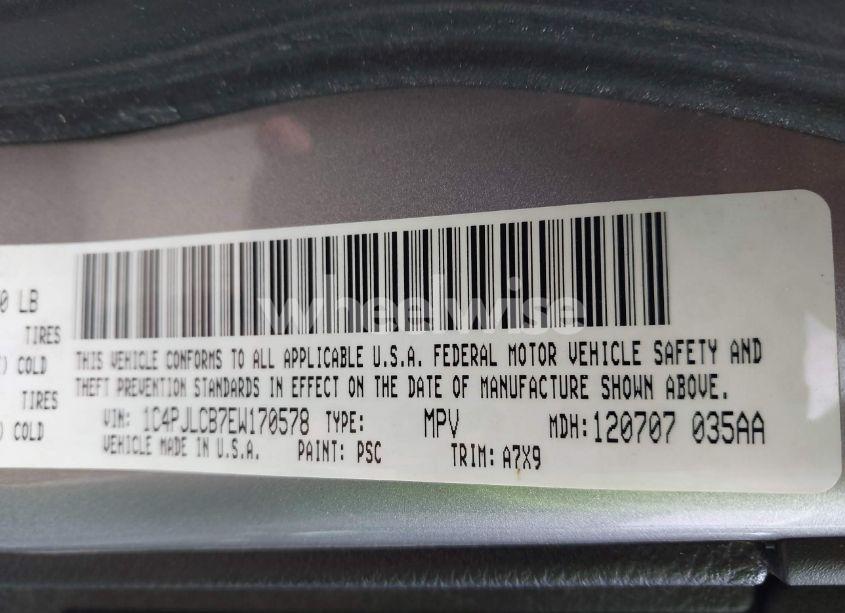 0 LB
TIRES
) COLD
TIRES
) COLD
wheelwise
THIS VEHICLE CONFORMS TO ALL APPLICABLE U.S.A. FEDERAL MOTOR VEHICLE SAFETY AND
THEFT PREVENTION STANDARDS IN EFFECT ON THE DATE OF MANUFACTURE SHOWN ABOVE.
VIN: 1C4PJLCB7EW170578 TYPE: MPV MDH: 120707 035AA
VEHICLE MADE IN U.S.A. PAINT: PSC TRIM: A7X9